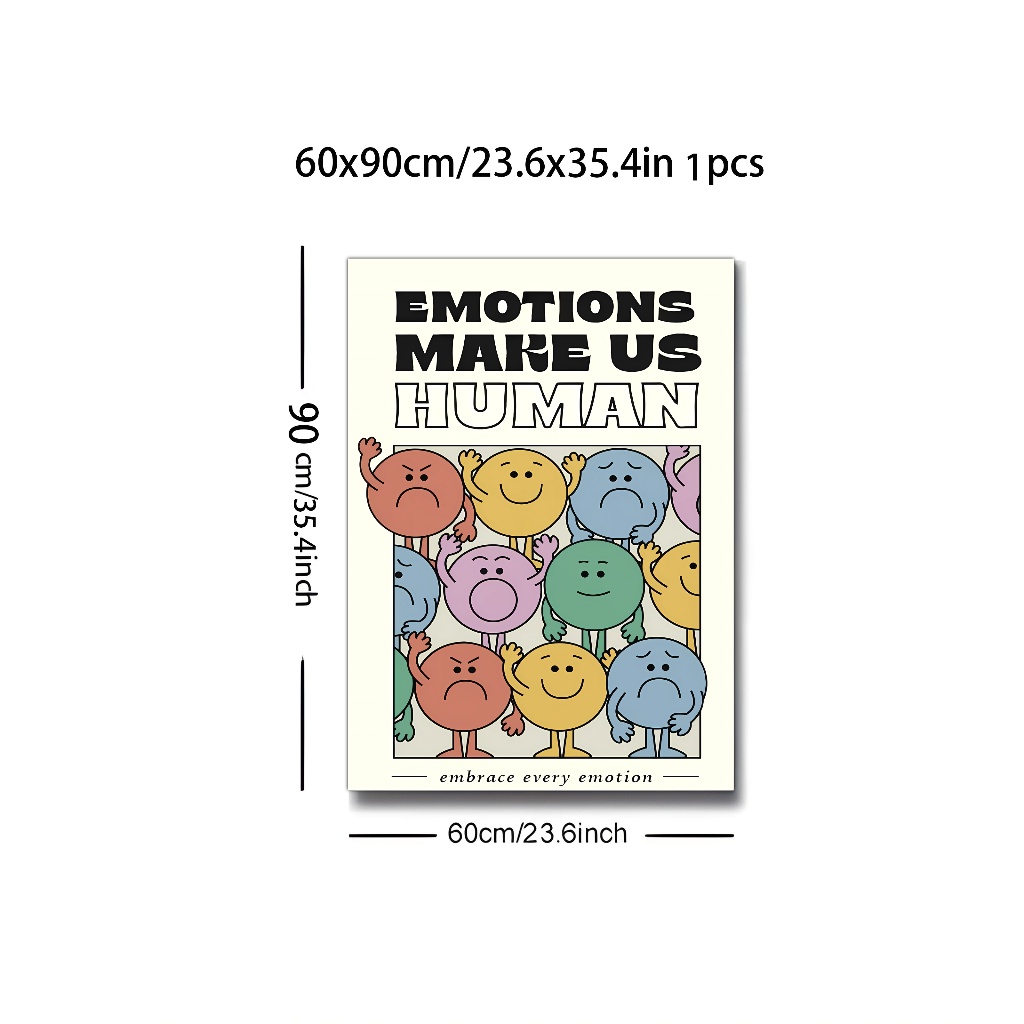 60x90cm/23.6x35.4in 1pcs
EMOTIONS
MAKE US
HUMAN
90 cm/35.4inch
embrace every emotion
60cm/23.6inch